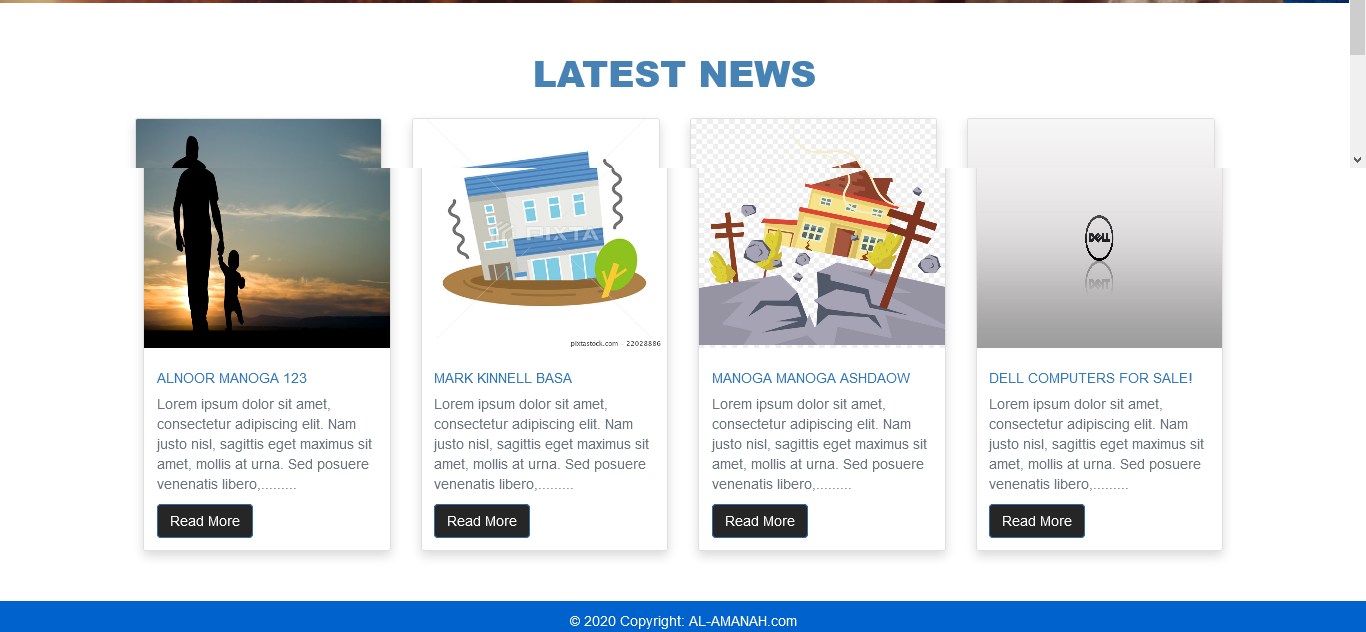 LATEST NEWS
PIXTA
pixtastock.com - 22028886
DELL
ALNOOR MANOGA 123
Lorem ipsum dolor sit amet,
consectetur adipiscing elit. Nam
justo nisl, sagittis eget maximus sit
amet, mollis at urna. Sed posuere
venenatis libero,.........
Read More
MARK KINNELL BASA
Lorem ipsum dolor sit amet,
consectetur adipiscing elit. Nam
justo nisl, sagittis eget maximus sit
amet, mollis at urna. Sed posuere
venenatis libero,.........
Read More
MANOGA MANOGA ASHDAOW
Lorem ipsum dolor sit amet,
consectetur adipiscing elit. Nam
justo nisl, sagittis eget maximus sit
amet, mollis at urna. Sed posuere
venenatis libero,.........
Read More
DELL COMPUTERS FOR SALE!
Lorem ipsum dolor sit amet,
consectetur adipiscing elit. Nam
justo nisl, sagittis eget maximus sit
amet, mollis at urna. Sed posuere
venenatis libero,.........
Read More
© 2020 Copyright: AL-AMANAH.com